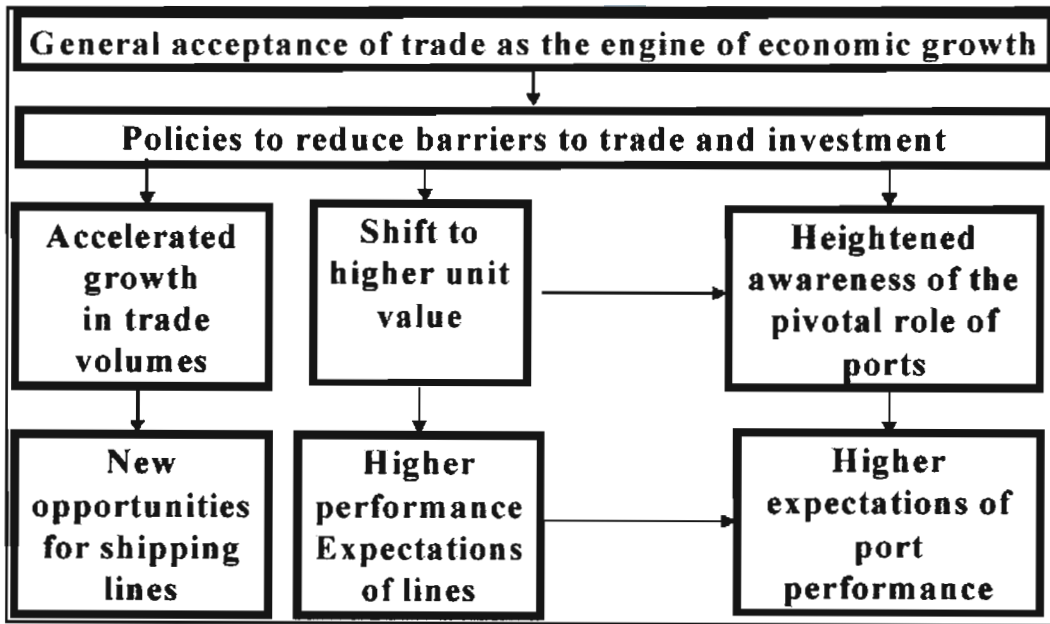 General acceptance of trade as the engine of economic growth
Policies to reduce barriers to trade and investment
Accelerated
growth
in trade
volumes
Shift to
higher unit
value
Heightened
awareness of the
pivotal role of
ports
New
opportunities
for shipping
lines
Higher
performance
Expectations
of lines
Higher
expectations of
port
performance